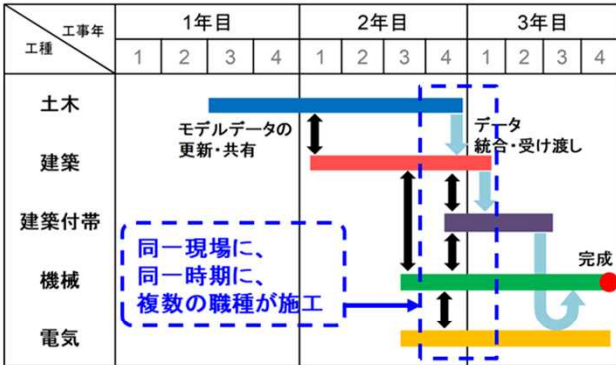 工事年
工種
1年目 2年目 3年目
1 2 3 4 1 2 3 4 1 2 3 4
土木
モデルデータの
更新・共有
データ
統合・受け渡し
建築
建築付帯
同一現場に、
同一時期に、
複数の職種が施工
完成
機械
電気